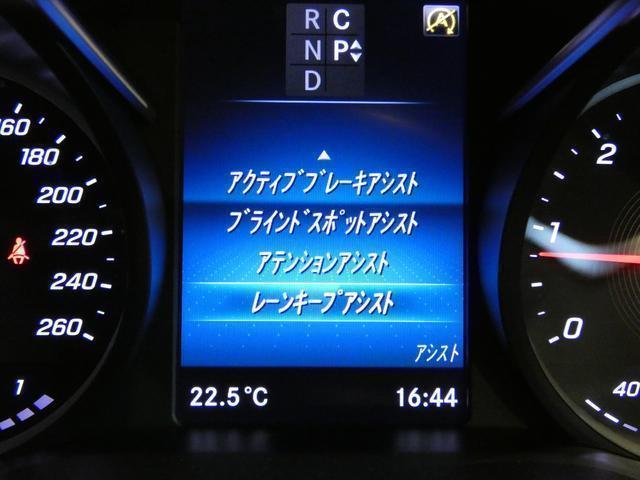 R C
N P
D
A
アクティブブレーキアシスト
ブラインドスポットアシスト
アテンションアシスト
レーンキープアシスト
アシスト
22.5°C
16:44
160
180
200
220
240
260
1
2
1
0
40